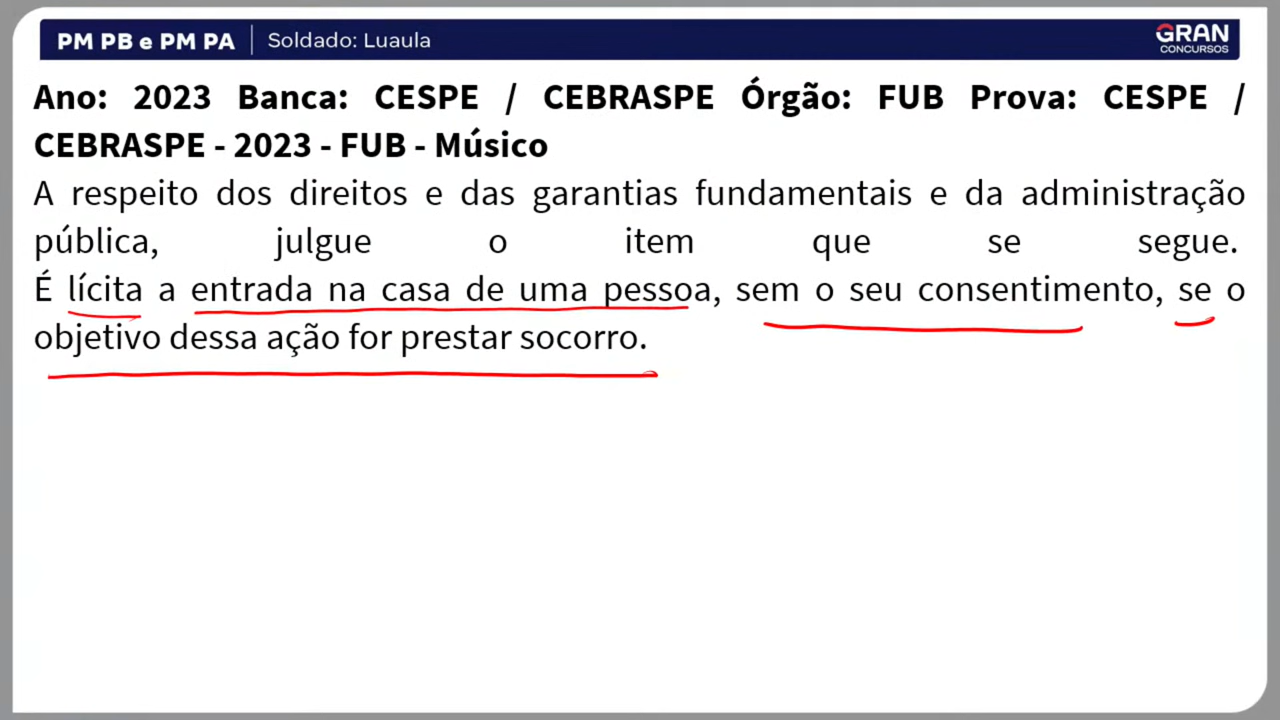 PM PB e PM PA | Soldado: Luaula
GRAN
CONCURSOS
Ano: 2023 Banca: CESPE / CEBRASPE Órgão: FUB Prova: CESPE /
CEBRASPE - 2023 - FUB - Músico
A respeito dos direitos e das garantias fundamentais e da administração
pública, julgue o item que se segue.
É lícita a entrada na casa de uma pessoa, sem o seu consentimento, se o
objetivo dessa ação for prestar socorro.